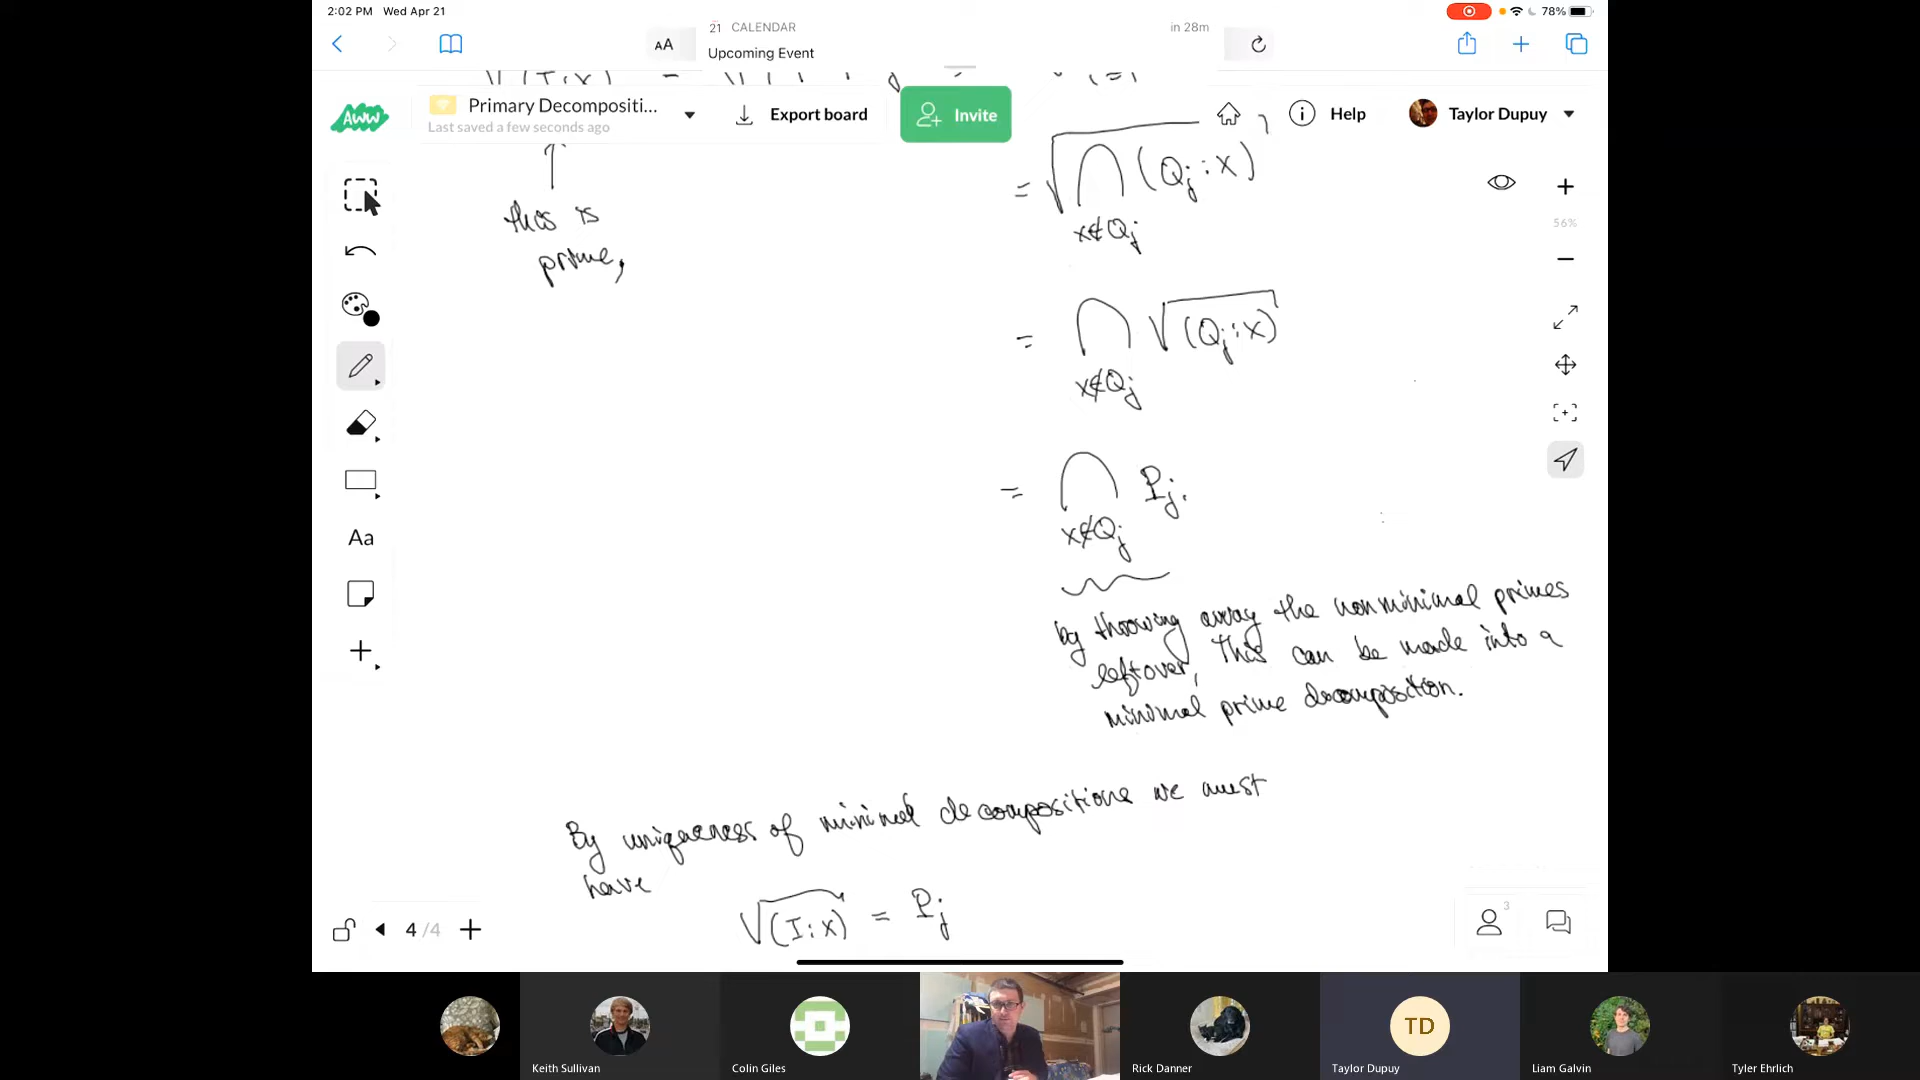 2:02 PM Wed Apr 21
78%
21 CALENDAR
in 28m
Upcoming Event
AA
AWW
Primary Decompositi...
Last saved a few seconds ago
Export board
Invite
Help
Taylor Dupuy
= √⋂ (Qj : x)
x∉Qj
this is
prime,
56%
= ⋂ √(Qj : x)
x∉Qj
= ⋂ Pj.
x∉Qj
by throwing away the nonminimal primes
leftover, This can be made into a
minimal prime decomposition.
By uniqueness of minimal decompositions we must
have
√(I : x) = Pj
Aa
4 /4
3
TD
Keith Sullivan
Colin Giles
Rick Danner
Taylor Dupuy
Liam Galvin
Tyler Ehrlich